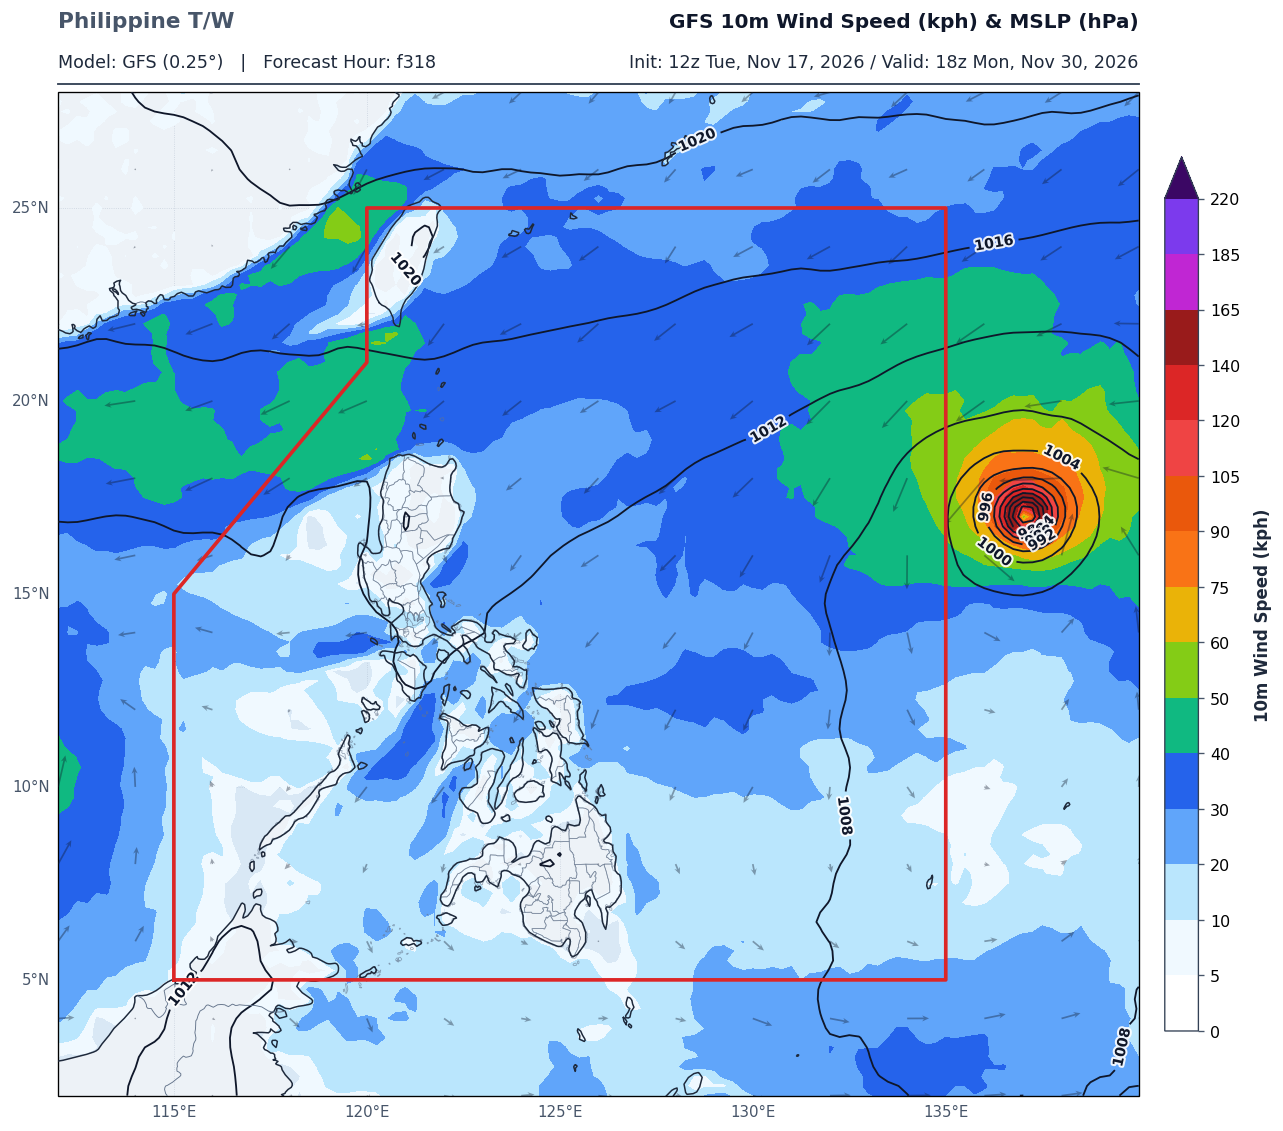 Philippine T/W
GFS 10m Wind Speed (kph) & MSLP (hPa)
Model: GFS (0.25°) | Forecast Hour: f318
Init: 12z Tue, Nov 17, 2026 / Valid: 18z Mon, Nov 30, 2026
1020
1016
1020
1012
1004
996
992
1000
1008
1012
1008
25°N
20°N
15°N
10°N
5°N
115°E
120°E
125°E
130°E
135°E
220
185
165
140
120
105
90
75
60
50
40
30
20
10
5
0
10m Wind Speed (kph)